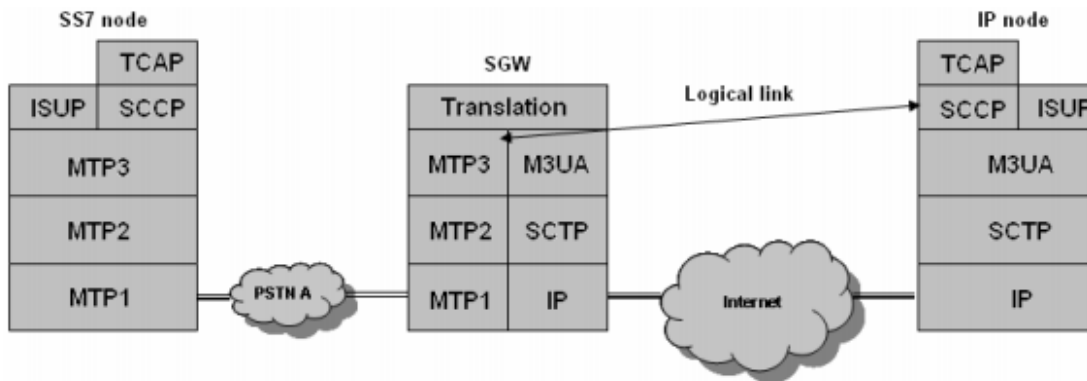 SS7 node
TCAP
ISUP SCCP
MTP3
MTP2
MTP1
PSTN A
SGW
Translation
MTP3 M3UA
MTP2 SCTP
MTP1 IP
Logical link
Internet
IP node
TCAP
SCCP ISUP
M3UA
SCTP
IP